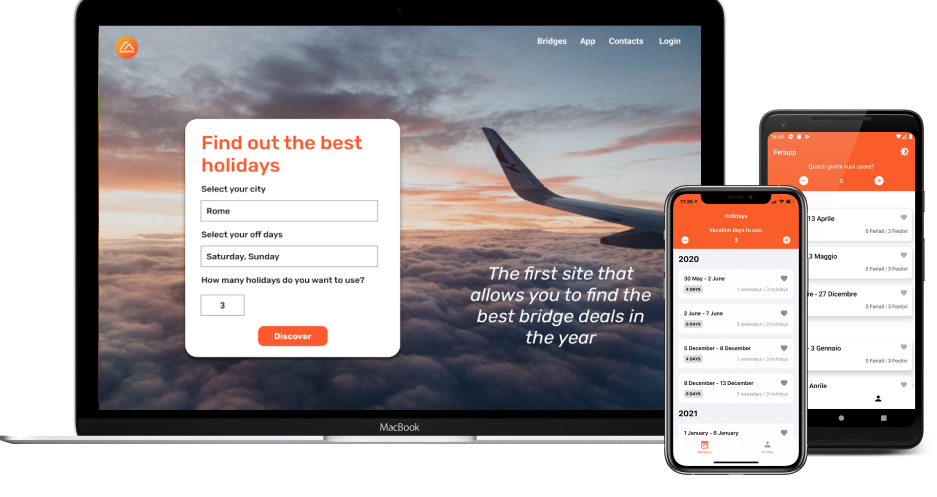 Bridges App Contacts Login
Find out the best
holidays
Select your city
Rome
Select your off days
Saturday, Sunday
How many holidays do you want to use?
3
Discover
The first site that
allows you to find the
best bridge deals in
the year
MacBook
11:35
Holidays
Vacation days to use:
3
2020
30 May - 2 June
4 DAYS 1 weekdays | 3 holidays
2 June - 7 June
6 DAYS 3 weekdays | 3 holidays
5 December - 8 December
4 DAYS 1 weekdays | 3 holidays
8 December - 13 December
6 DAYS 3 weekdays | 3 holidays
2021
1 January - 6 January
Holidays Profile
16:54
Feriapp
Quanti giorni vuoi usare?
0
13 Aprile
0 Feriali | 3 Festivi
3 Maggio
0 Feriali | 3 Festivi
re - 27 Dicembre
0 Feriali | 3 Festivi
- 3 Gennaio
0 Feriali | 3 Festivi
Aprile